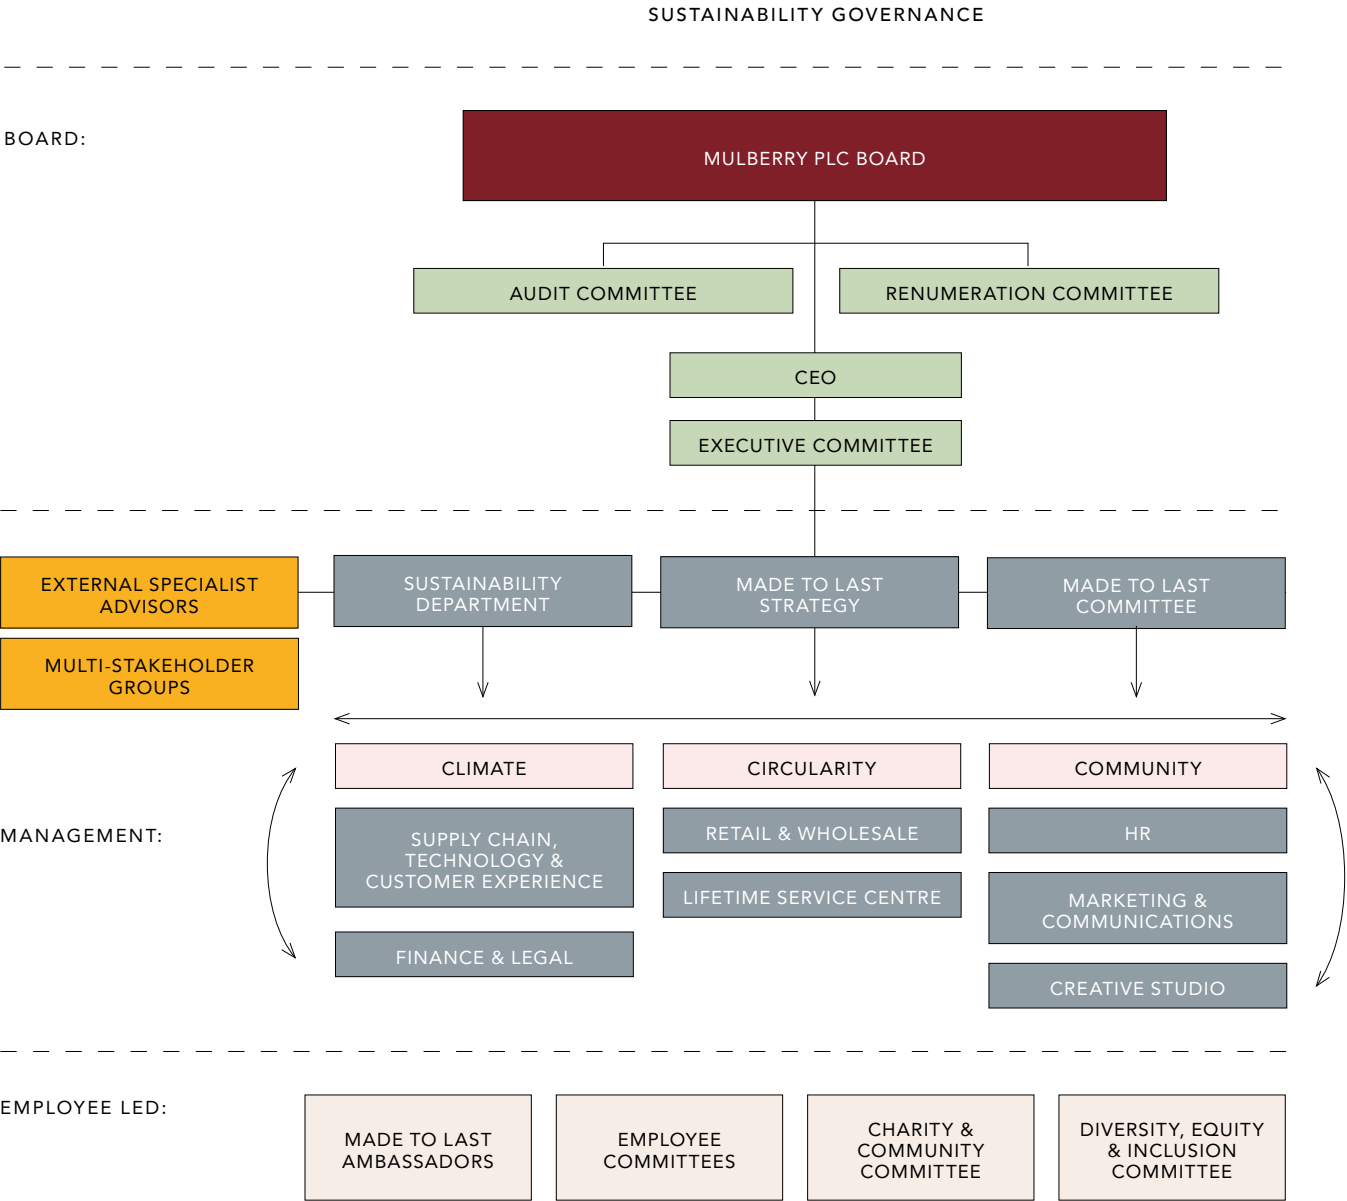 SUSTAINABILITY GOVERNANCE
BOARD:
MULBERRY PLC BOARD
AUDIT COMMITTEE
RENUMERATION COMMITTEE
CEO
EXECUTIVE COMMITTEE
EXTERNAL SPECIALIST
ADVISORS
SUSTAINABILITY
DEPARTMENT
MADE TO LAST
STRATEGY
MADE TO LAST
COMMITTEE
MULTI-STAKEHOLDER
GROUPS
MANAGEMENT:
CLIMATE
SUPPLY CHAIN,
TECHNOLOGY &
CUSTOMER EXPERIENCE
FINANCE & LEGAL
CIRCULARITY
RETAIL & WHOLESALE
LIFETIME SERVICE CENTRE
COMMUNITY
HR
MARKETING &
COMMUNICATIONS
CREATIVE STUDIO
EMPLOYEE LED:
MADE TO LAST
AMBASSADORS
EMPLOYEE
COMMITTEES
CHARITY &
COMMUNITY
COMMITTEE
DIVERSITY, EQUITY
& INCLUSION
COMMITTEE